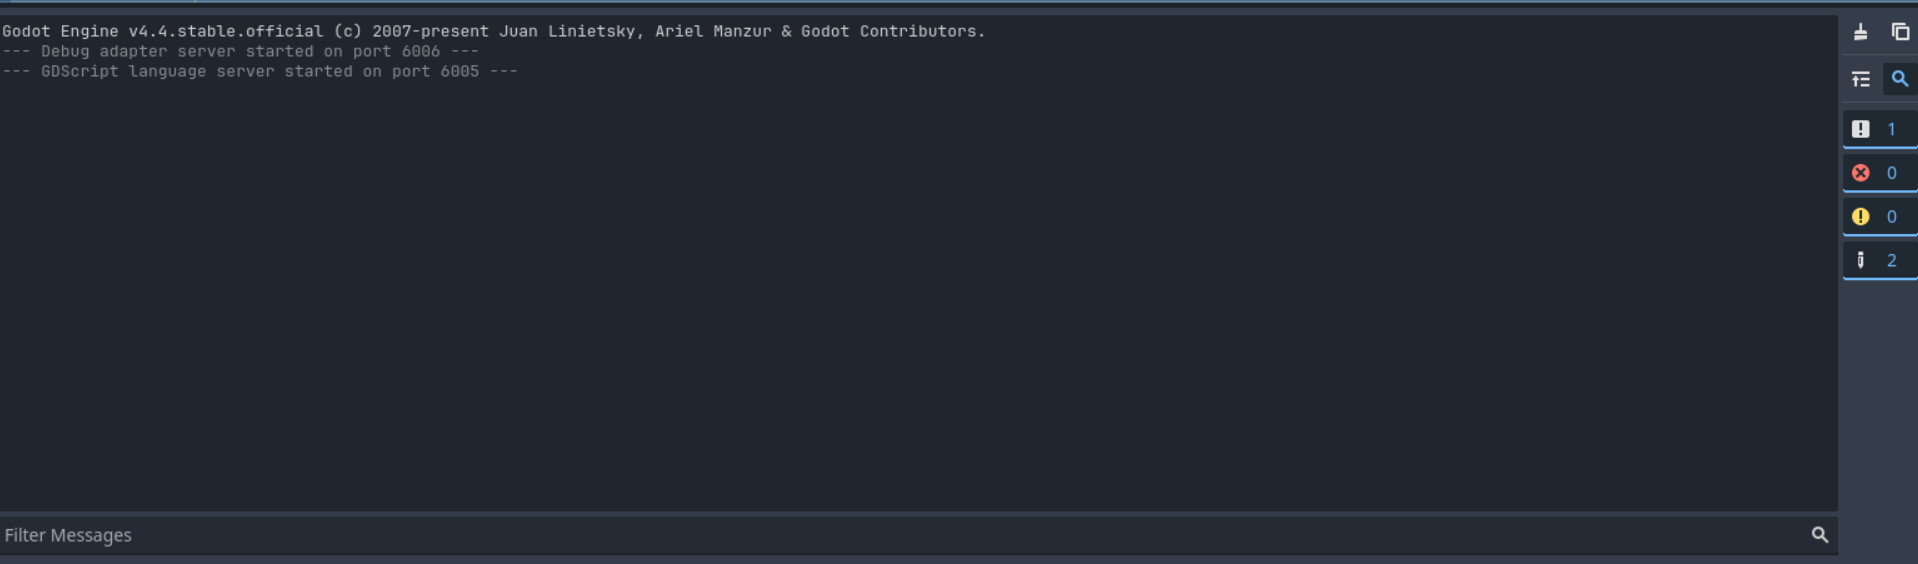 Godot Engine v4.4.stable.official (c) 2007-present Juan Linietsky, Ariel Manzur & Godot Contributors.
--- Debug adapter server started on port 6006 ---
--- GDScript language server started on port 6005 ---
1
0
0
2
Filter Messages